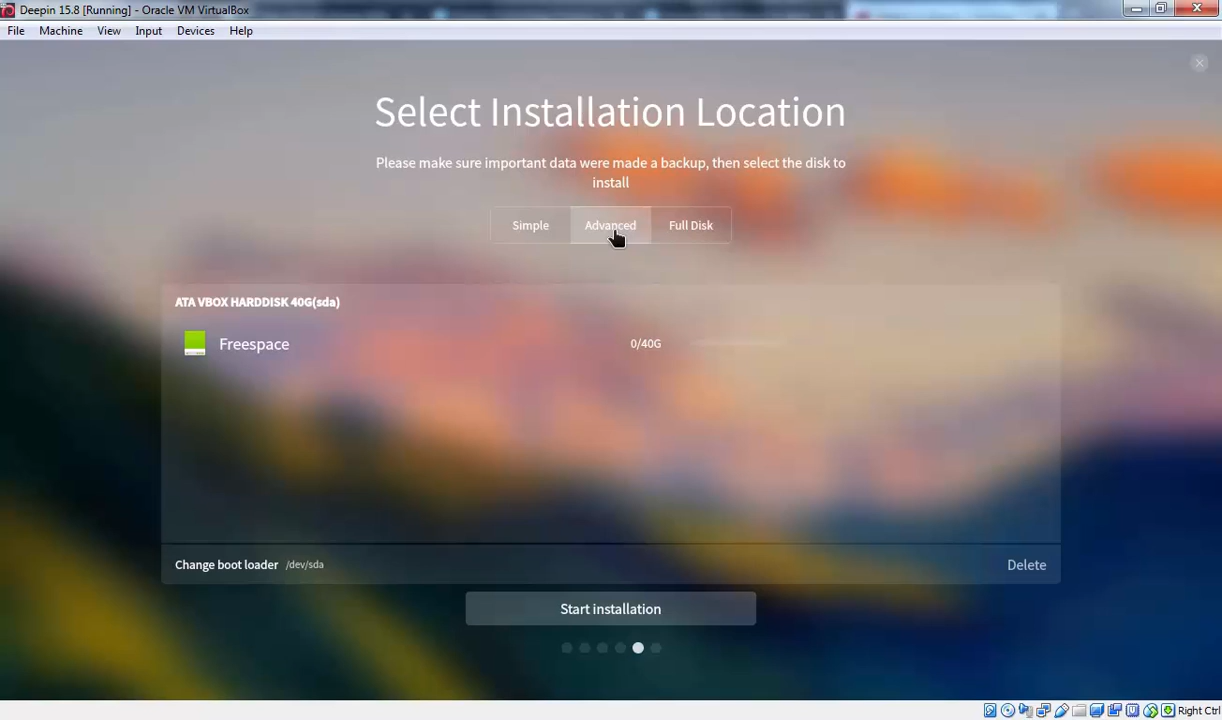 Deepin 15.8 [Running] - Oracle VM VirtualBox
File Machine View Input Devices Help
Select Installation Location
Please make sure important data were made a backup, then select the disk to
install
Simple Advanced Full Disk
ATA VBOX HARDDISK 40G(sda)
Freespace 0/40G
Change boot loader /dev/sda Delete
Start installation
Right Ctrl